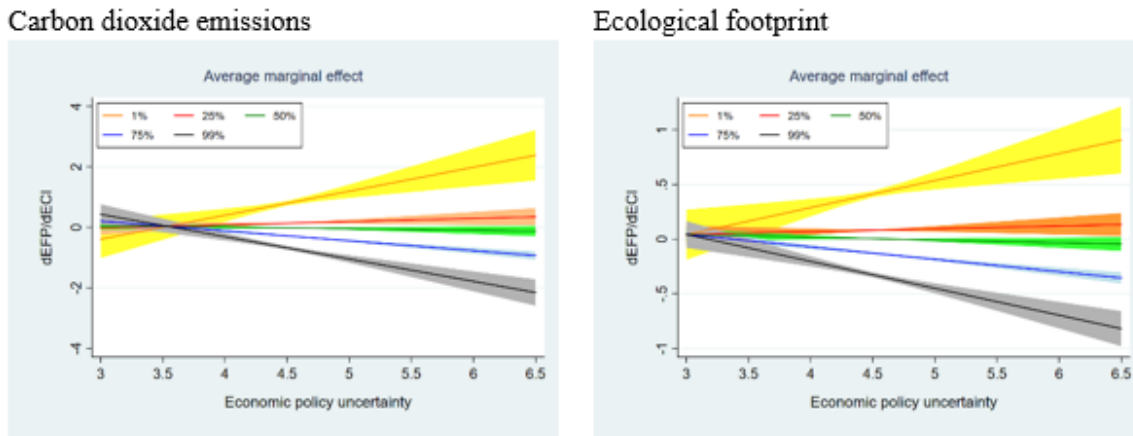 Carbon dioxide emissions
Average marginal effect
1% 25% 50%
75% 99%
4
2
0
-2
-4
dEFP/dECI
3 3.5 4 4.5 5 5.5 6 6.5
Economic policy uncertainty
Ecological footprint
Average marginal effect
1% 25% 50%
75% 99%
1
.5
0
-.5
-1
dEFP/dECI
3 3.5 4 4.5 5 5.5 6 6.5
Economic policy uncertainty